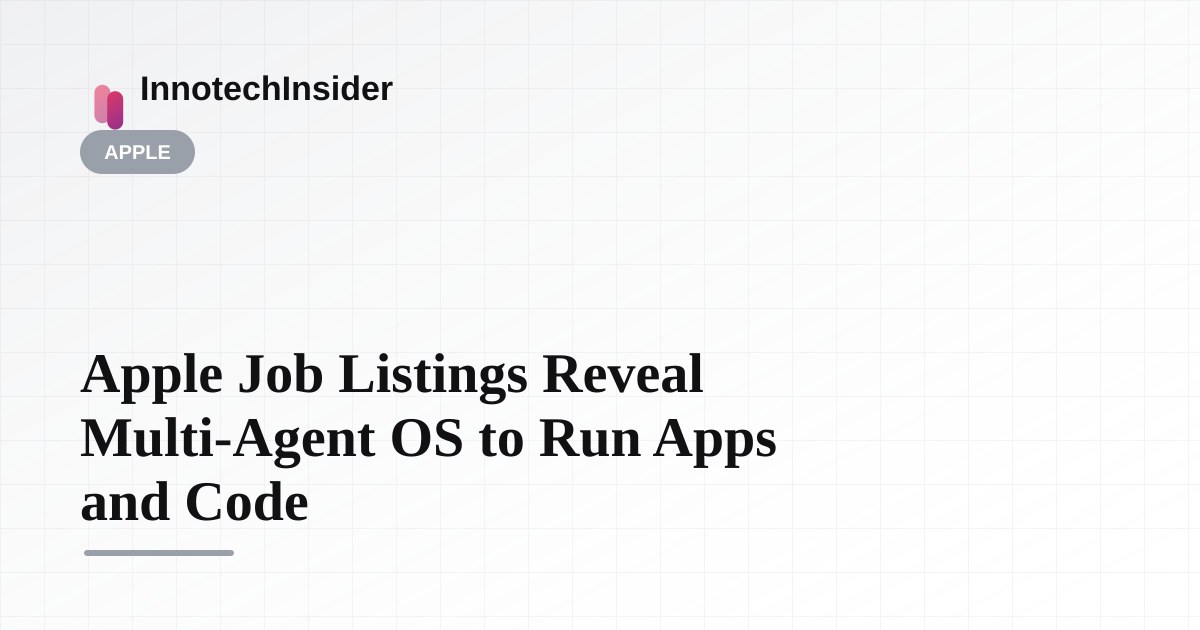 InnotechInsider
APPLE
Apple Job Listings Reveal
Multi-Agent OS to Run Apps
and Code